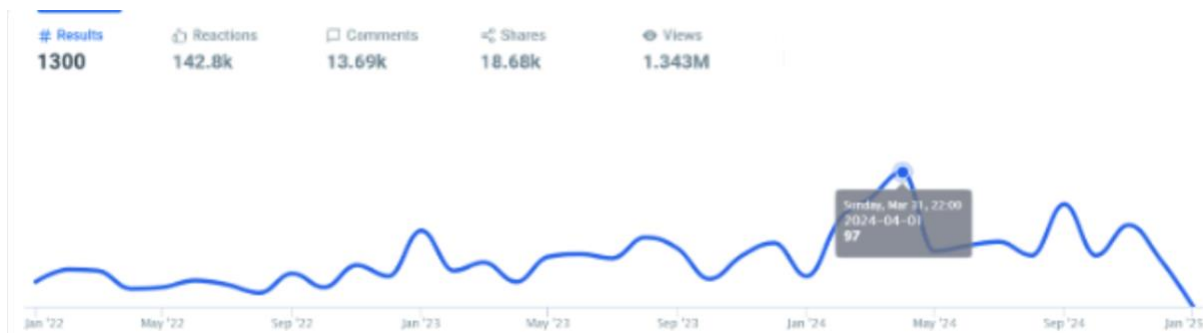 # Results
1300
Reactions
142.8k
Comments
13.69k
Shares
18.68k
Views
1.343M
Sunday, Mar 31, 22:00
2024-04-01
97
Jan '22
May '22
Sep '22
Jan '23
May '23
Sep '23
Jan '24
May '24
Sep '24